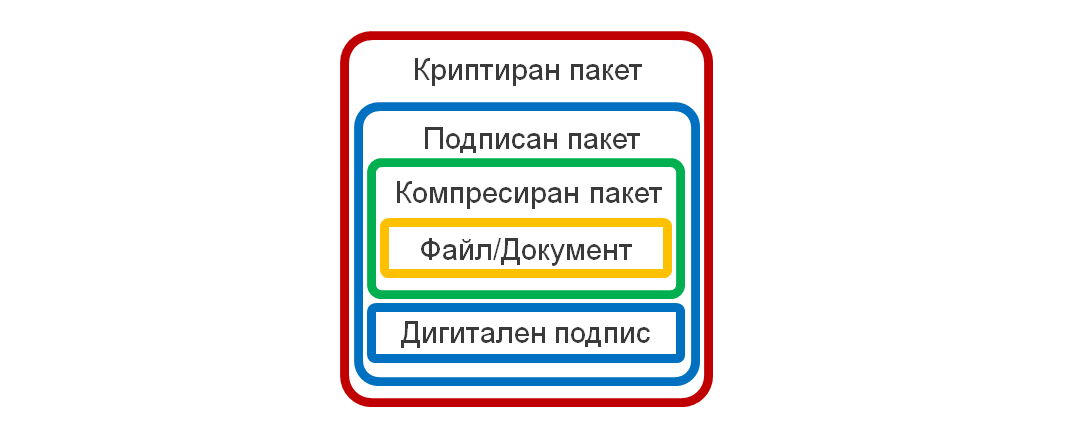 Криптиран пакет
Подписан пакет
Компресиран пакет
Файл/Документ
Дигитален подпис